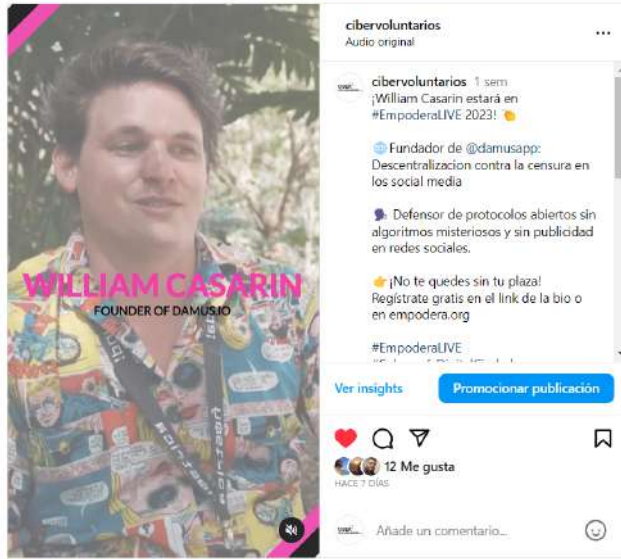 WILLIAM CASARIN
FOUNDER OF DAMUS.IO
cibervoluntarios
Audio original
cibervoluntarios 1 sem
¡William Casarin estará en
#EmpoderaLIVE 2023!
Fundador de @damusapp:
Descentralizacion contra la censura en
los social media
Defensor de protocolos abiertos sin
algoritmos misteriosos y sin publicidad
en redes sociales.
¡No te quedes sin tu plaza!
Regístrate gratis en el link de la bio o
en empodera.org
#EmpoderaLIVE
Ver insights
Promocionar publicación
12 Me gusta
HACE 7 DÍAS
Añade un comentario...